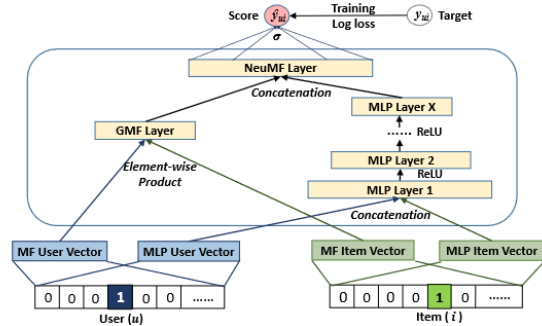 Score ŷui Training yui Target
Log loss
σ
NeuMF Layer
Concatenation
MLP Layer X
GMF Layer
...... ReLU
Element-wise
Product
MLP Layer 2
ReLU
MLP Layer 1
Concatenation
MF User Vector MLP User Vector MF Item Vector MLP Item Vector
0 0 0 1 0 0 ...... 0 0 0 0 1 0 ......
User (u) Item (i)